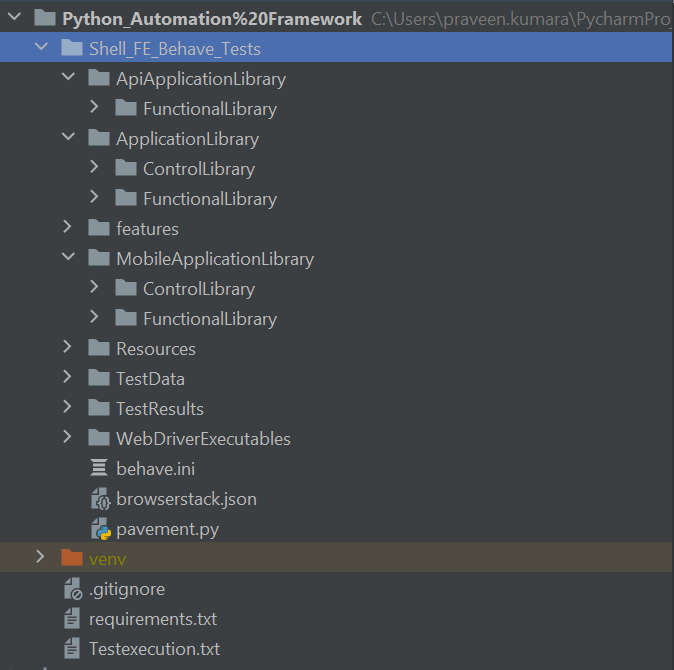 Python_Automation%20Framework C:\Users\praveen.kumara\PycharmPro
Shell_FE_Behave_Tests
ApiApplicationLibrary
FunctionalLibrary
ApplicationLibrary
ControlLibrary
FunctionalLibrary
features
MobileApplicationLibrary
ControlLibrary
FunctionalLibrary
Resources
TestData
TestResults
WebDriverExecutables
behave.ini
browserstack.json
pavement.py
venv
.gitignore
requirements.txt
Testexecution.txt